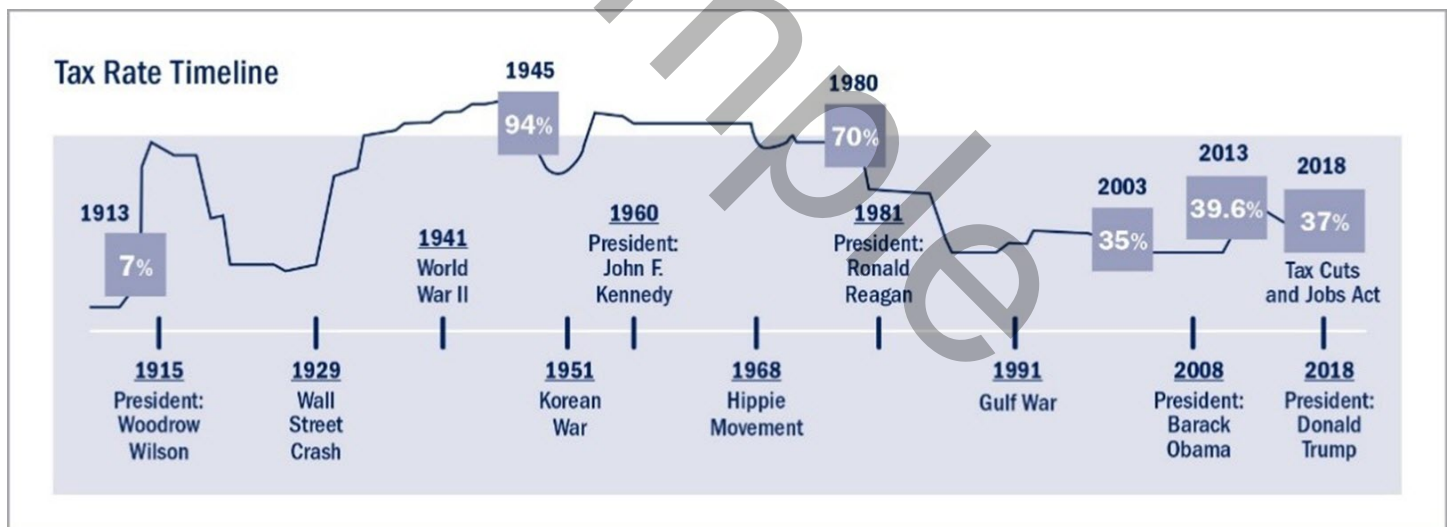 Tax Rate Timeline
1945
94%
1980
70%
2013
39.6%
2018
37%
2003
35%
1913
7%
1941
World
War II
1960
President:
John F.
Kennedy
1981
President:
Ronald
Reagan
Tax Cuts
and Jobs Act
1915
President:
Woodrow
Wilson
1929
Wall
Street
Crash
1951
Korean
War
1968
Hippie
Movement
1991
Gulf War
2008
President:
Barack
Obama
2018
President:
Donald
Trump